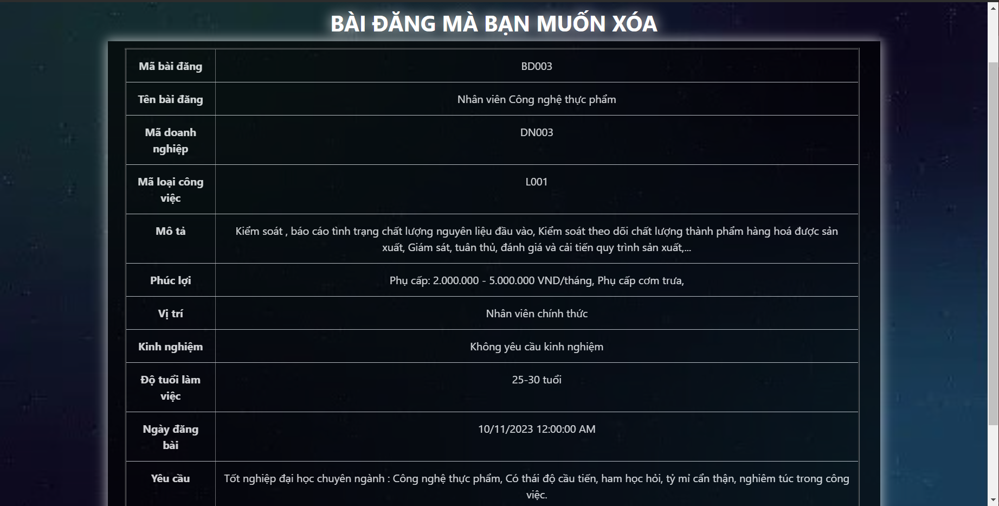 BÀI ĐĂNG MÀ BẠN MUỐN XÓA
Mã bài đăng
BD003
Tên bài đăng
Nhân viên Công nghệ thực phẩm
Mã doanh
nghiệp
DN003
Mã loại công
việc
L001
Mô tả
Kiểm soát , báo cáo tình trạng chất lượng nguyên liệu đầu vào, Kiểm soát theo dõi chất lượng thành phẩm hàng hoá được sản
xuất, Giám sát, tuân thủ, đánh giá và cải tiến quy trình sản xuất,...
Phúc lợi
Phụ cấp: 2.000.000 - 5.000.000 VND/tháng, Phụ cấp cơm trưa,
Vị trí
Nhân viên chính thức
Kinh nghiệm
Không yêu cầu kinh nghiệm
Độ tuổi làm
việc
25-30 tuổi
Ngày đăng
bài
10/11/2023 12:00:00 AM
Yêu cầu
Tốt nghiệp đại học chuyên ngành : Công nghệ thực phẩm, Có thái độ cầu tiến, ham học hỏi, tỷ mỉ cẩn thận, nghiêm túc trong công
việc.